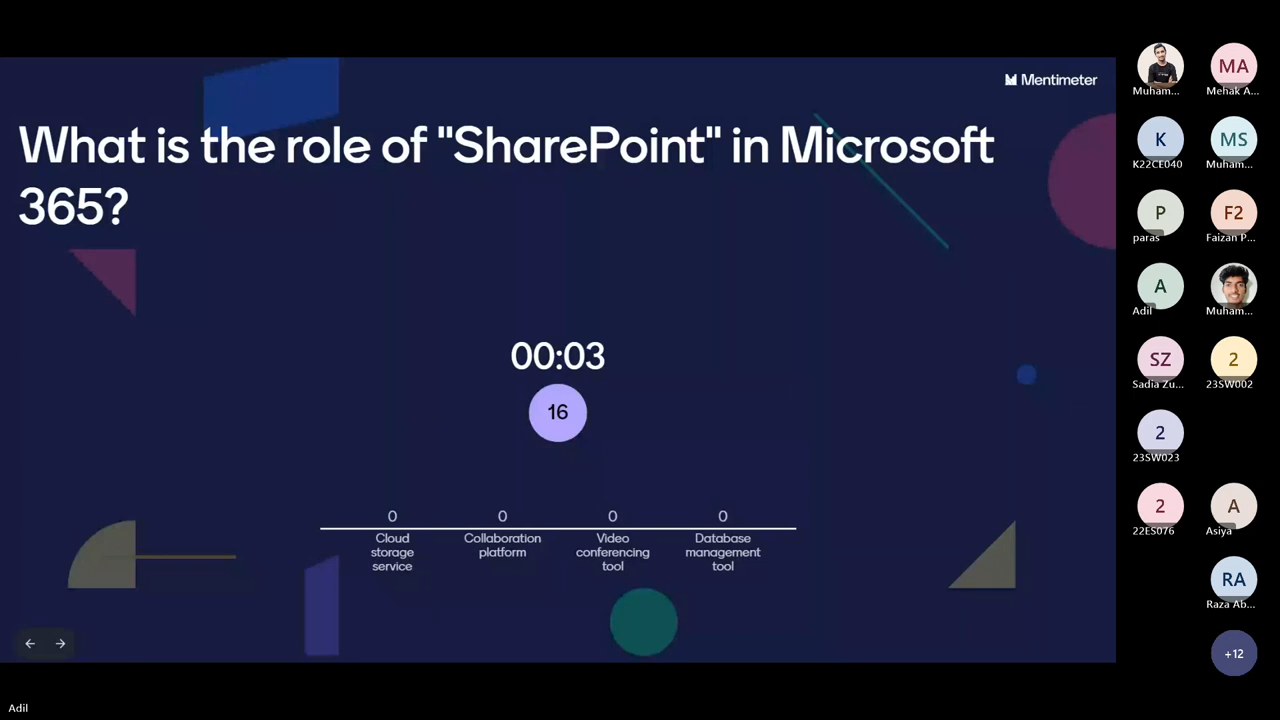 Mentimeter
What is the role of "SharePoint" in Microsoft
365?
00:03
16
0 0 0 0
Cloud
storage
service
Collaboration
platform
Video
conferencing
tool
Database
management
tool
Muham...
MA
Mehak A...
K
K22CE040
MS
Muham...
P
paras
F2
Faizan P...
A
Adil
Muham...
SZ
Sadia Zu...
2
23SW002
2
23SW023
2
22ES076
A
Asiya
RA
Raza Ab...
+12
Adil